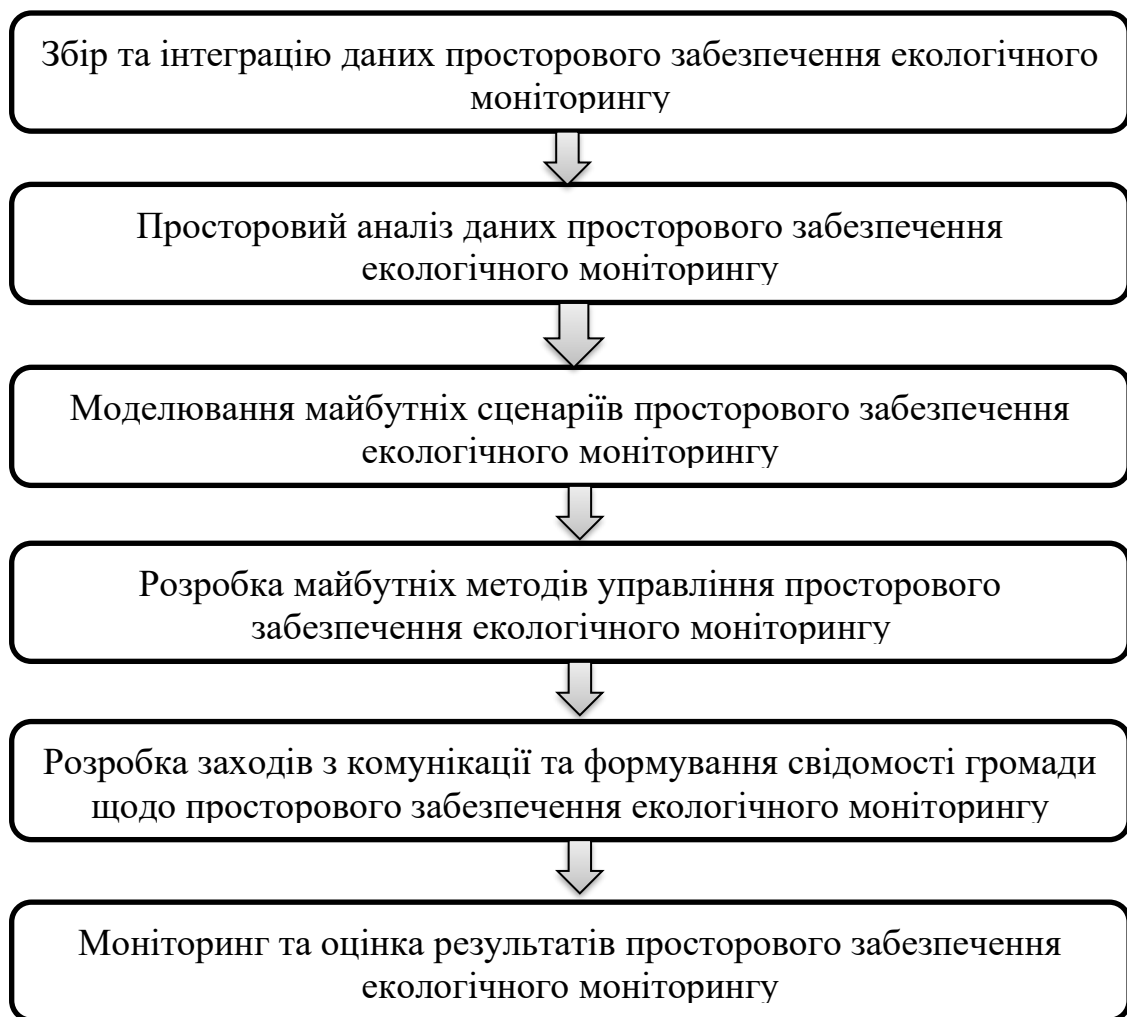 Збір та інтеграцію даних просторового забезпечення екологічного
моніторингу
Просторовий аналіз даних просторового забезпечення
екологічного моніторингу
Моделювання майбутніх сценаріїв просторового забезпечення
екологічного моніторингу
Розробка майбутніх методів управління просторового
забезпечення екологічного моніторингу
Розробка заходів з комунікації та формування свідомості громади
щодо просторового забезпечення екологічного моніторингу
Моніторинг та оцінка результатів просторового забезпечення
екологічного моніторингу